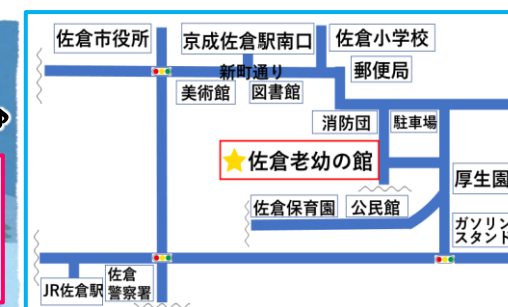 佐倉市役所
京成佐倉駅南口
佐倉小学校
新町通り
郵便局
美術館
図書館
消防団
駐車場
佐倉老幼の館
厚生園
佐倉保育園
公民館
ガソリン
スタンド
JR佐倉駅
佐倉
警察署